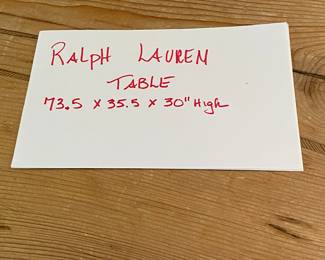 Ralph Lauren
Table
73.5 x 35.5 x 30" High